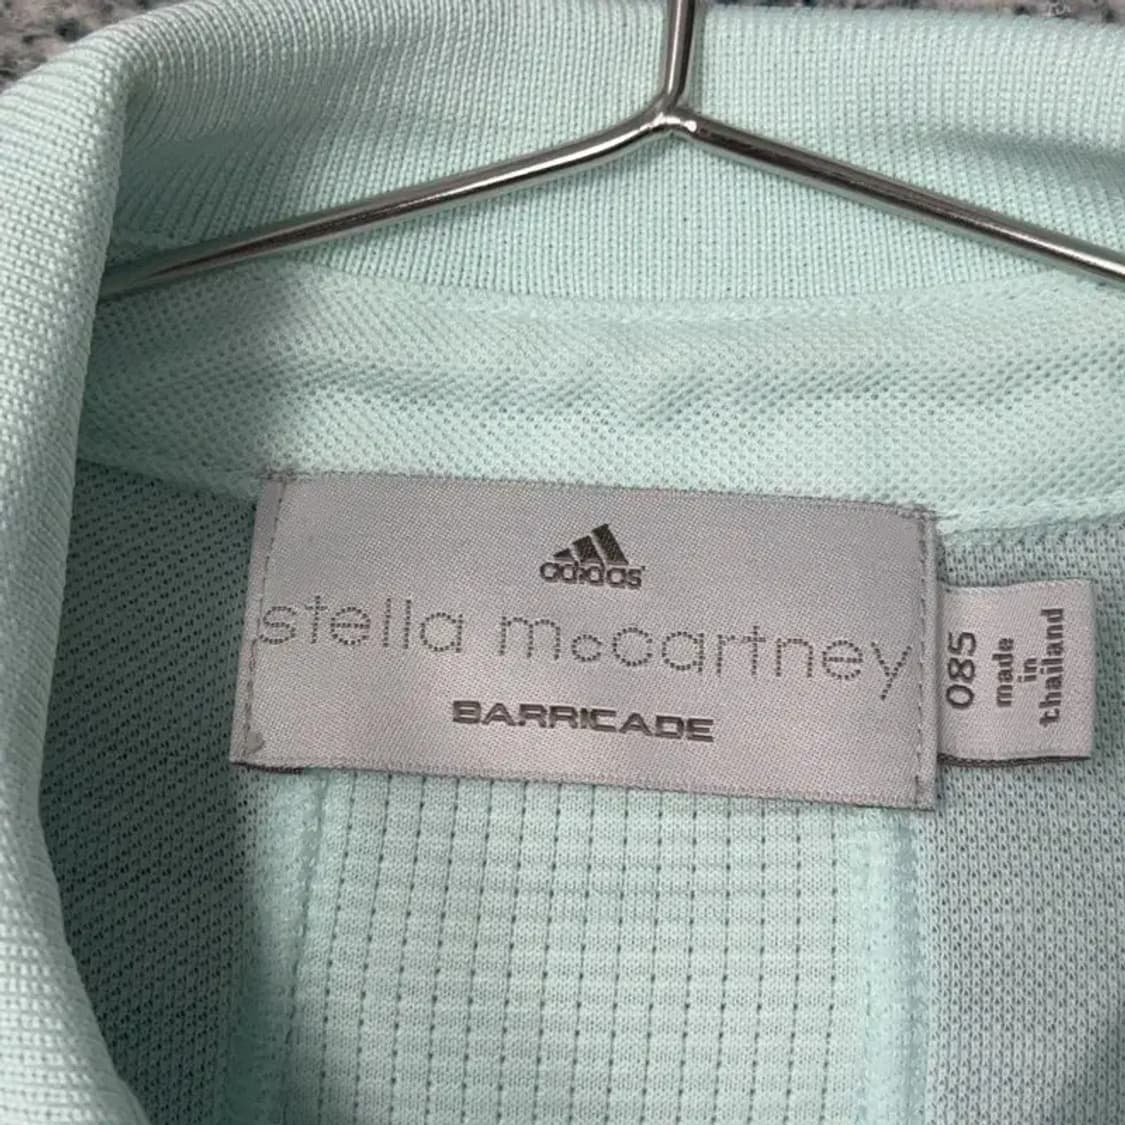 adidas
stella mccartney
BARRICADE
085
made
in
thailand